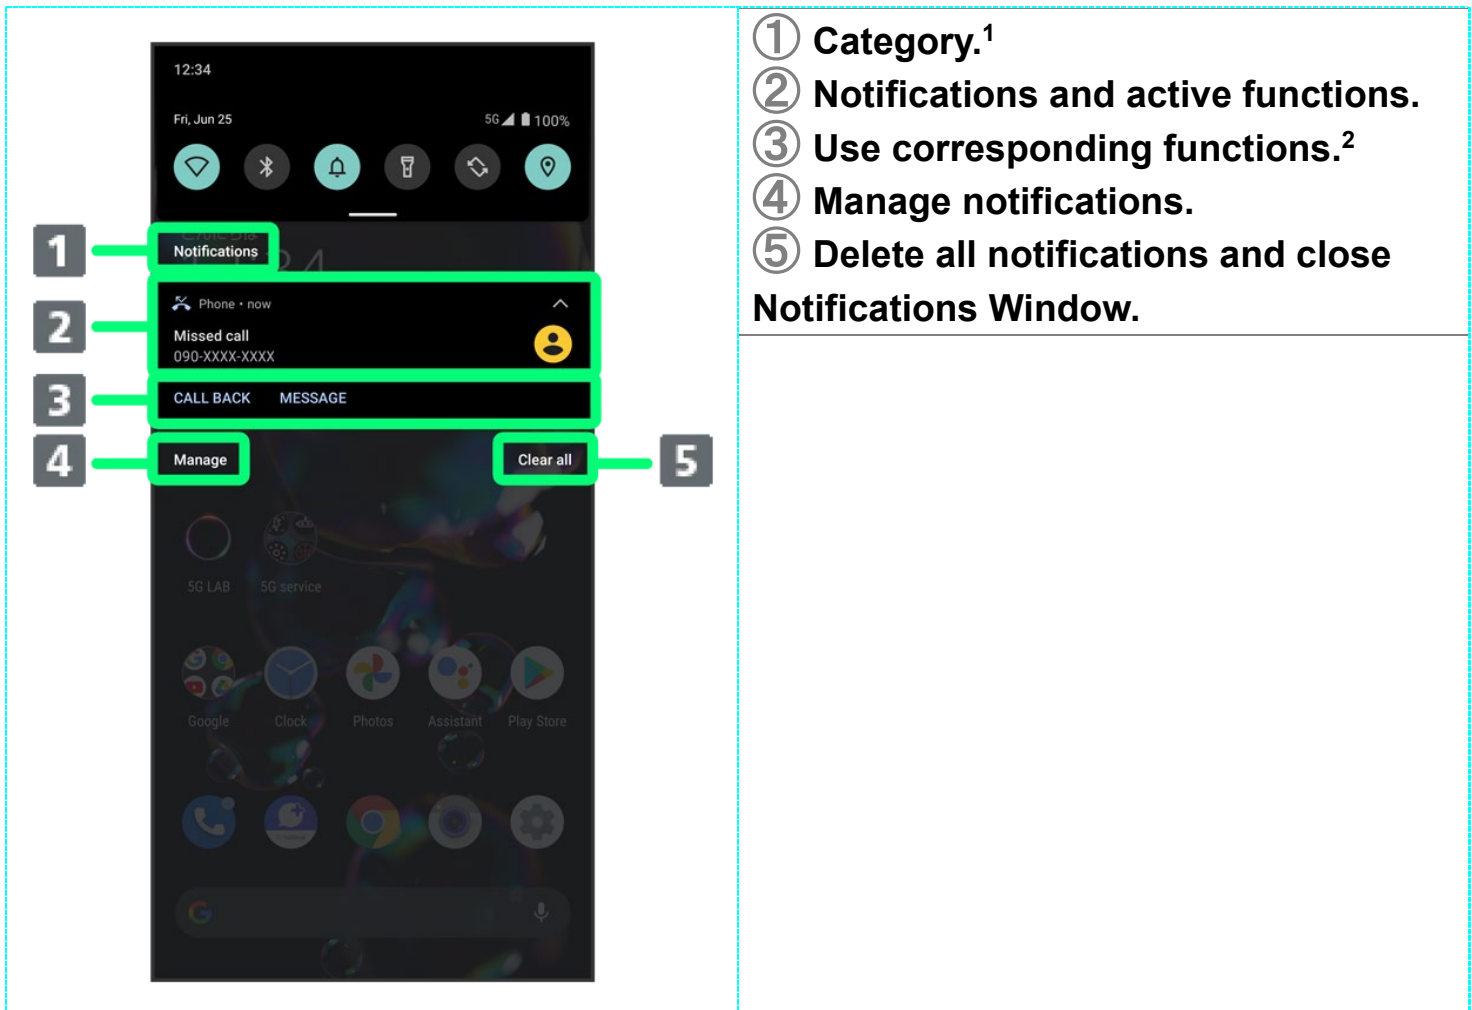 12:34
Fri, Jun 25
5G 100%
1
Notifications
2
Phone • now
Missed call
090-XXXX-XXXX
3
CALL BACK MESSAGE
4
Manage
Clear all
5
5G LAB 5G service
Google Clock Photos Assistant Play Store
G
① Category.1
② Notifications and active functions.
③ Use corresponding functions.2
④ Manage notifications.
⑤ Delete all notifications and close
Notifications Window.